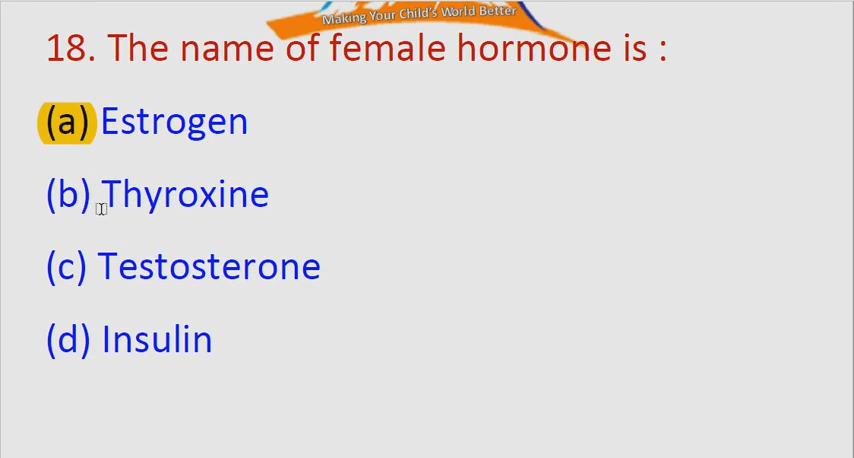 Making Your Child's World Better
18. The name of female hormone is :
(a) Estrogen
(b) Thyroxine
(c) Testosterone
(d) Insulin